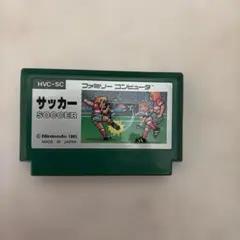 HVC-SC
ファミリー コンピュータ
サッカー
SOCCER
©Nintendo 1985
MADE IN JAPAN